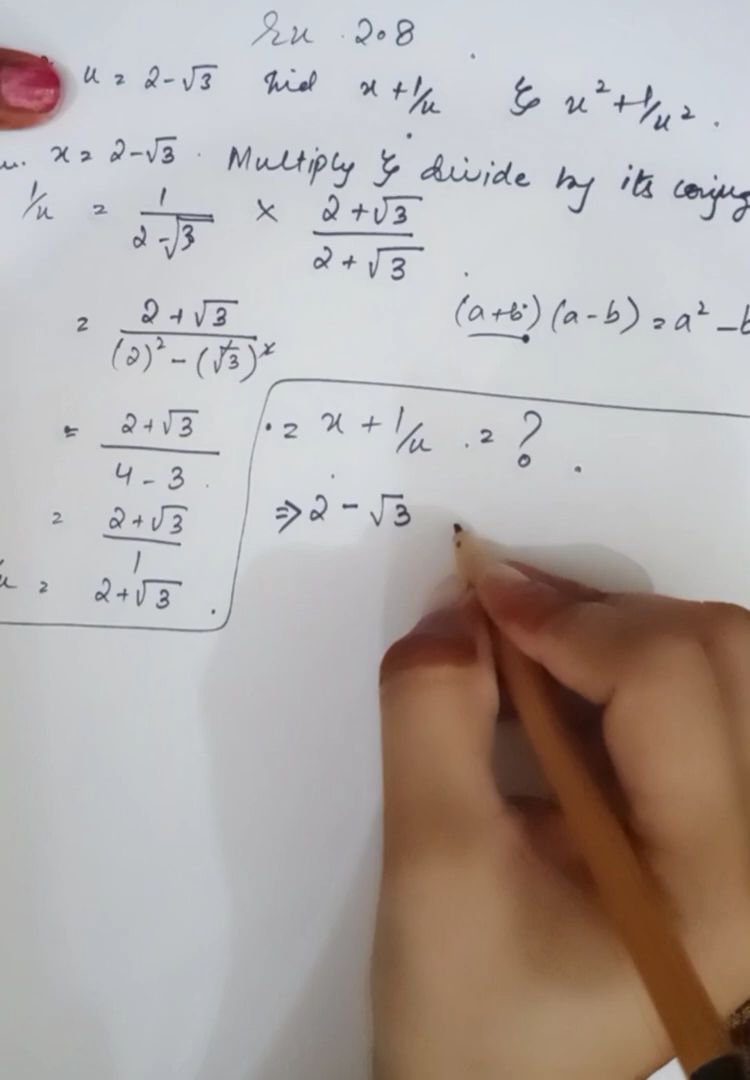 Ex 2.8
x = 2-√3 find x + 1/x & x² + 1/x².
x = 2-√3. Multiply & divide by its conjug
1/x = 1/(2-√3) × (2+√3)/(2+√3)
= (2+√3)/((2)² - (√3)²)
(a+b)(a-b) = a² - b
= (2+√3)/(4-3)
= (2+√3)/1
x = 2+√3.
= x + 1/x = ?
⇒ 2 - √3